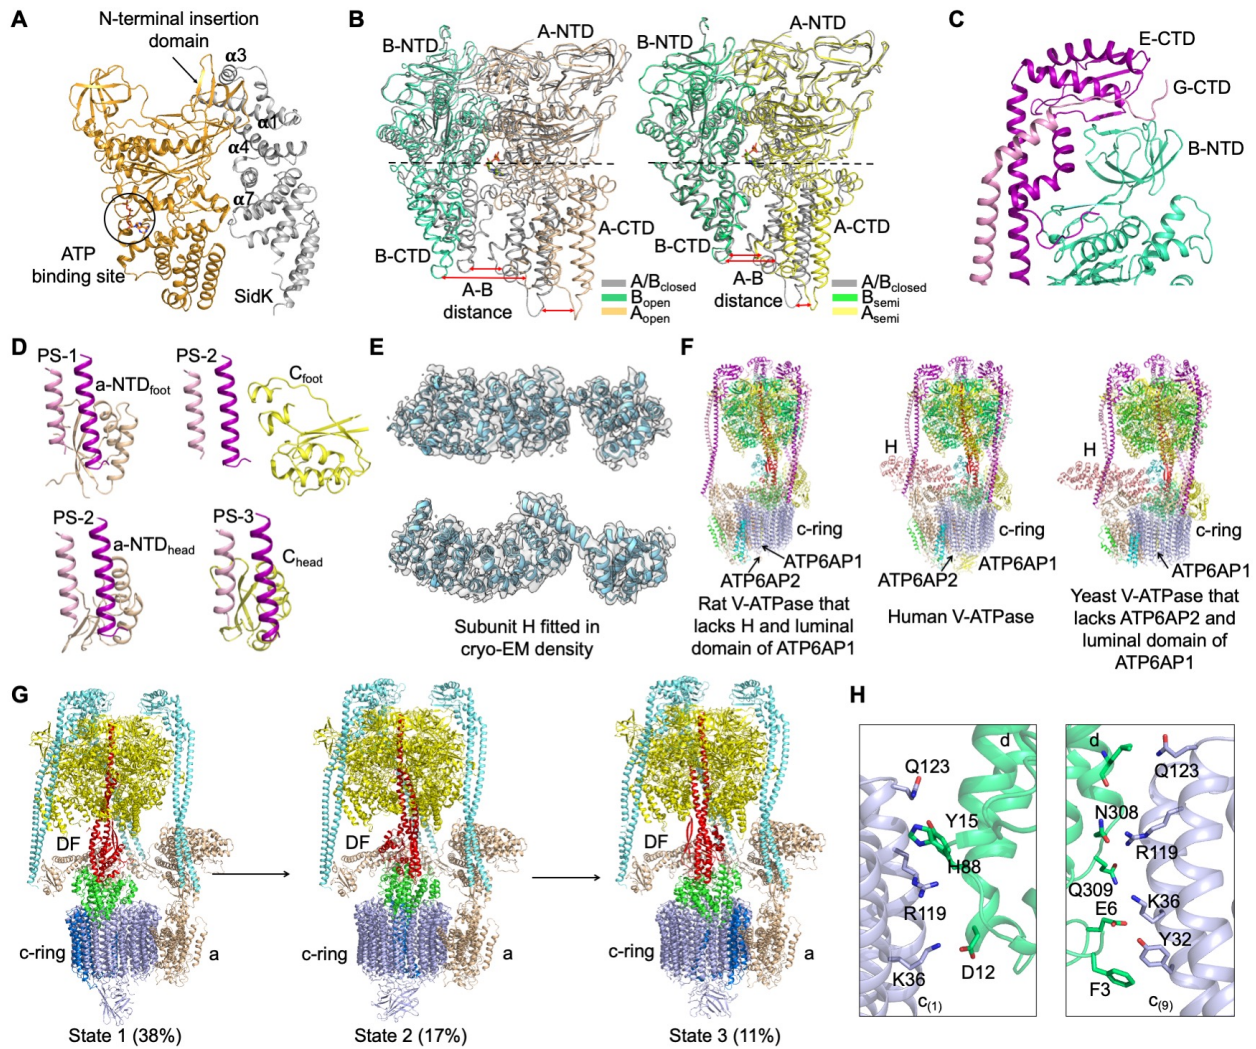 A
N-terminal insertion
domain
α3
α1
α4
α7
ATP
binding site
SidK
B
B-NTD
A-NTD
B-CTD
A-CTD
A-B
distance
A/Bclosed
Bopen
Aopen
B-NTD
A-NTD
B-CTD
A-CTD
A-B
distance
A/Bclosed
Bsemi
Asemi
C
E-CTD
G-CTD
B-NTD
D
PS-1
a-NTDfoot
PS-2
Cfoot
PS-2
a-NTDhead
PS-3
Chead
E
Subunit H fitted in
cryo-EM density
F
c-ring
ATP6AP1
ATP6AP2
Rat V-ATPase that
lacks H and luminal
domain of ATP6AP1
H
c-ring
ATP6AP2
ATP6AP1
Human V-ATPase
H
c-ring
ATP6AP1
Yeast V-ATPase that
lacks ATP6AP2 and
luminal domain of
ATP6AP1
G
DF
c-ring
a
State 1 (38%)
DF
c-ring
a
State 2 (17%)
DF
c-ring
a
State 3 (11%)
H
d
Q123
Y15
H88
R119
K36
D12
c(1)
d
Q123
N308
R119
Q309
K36
E6
Y32
F3
c(9)